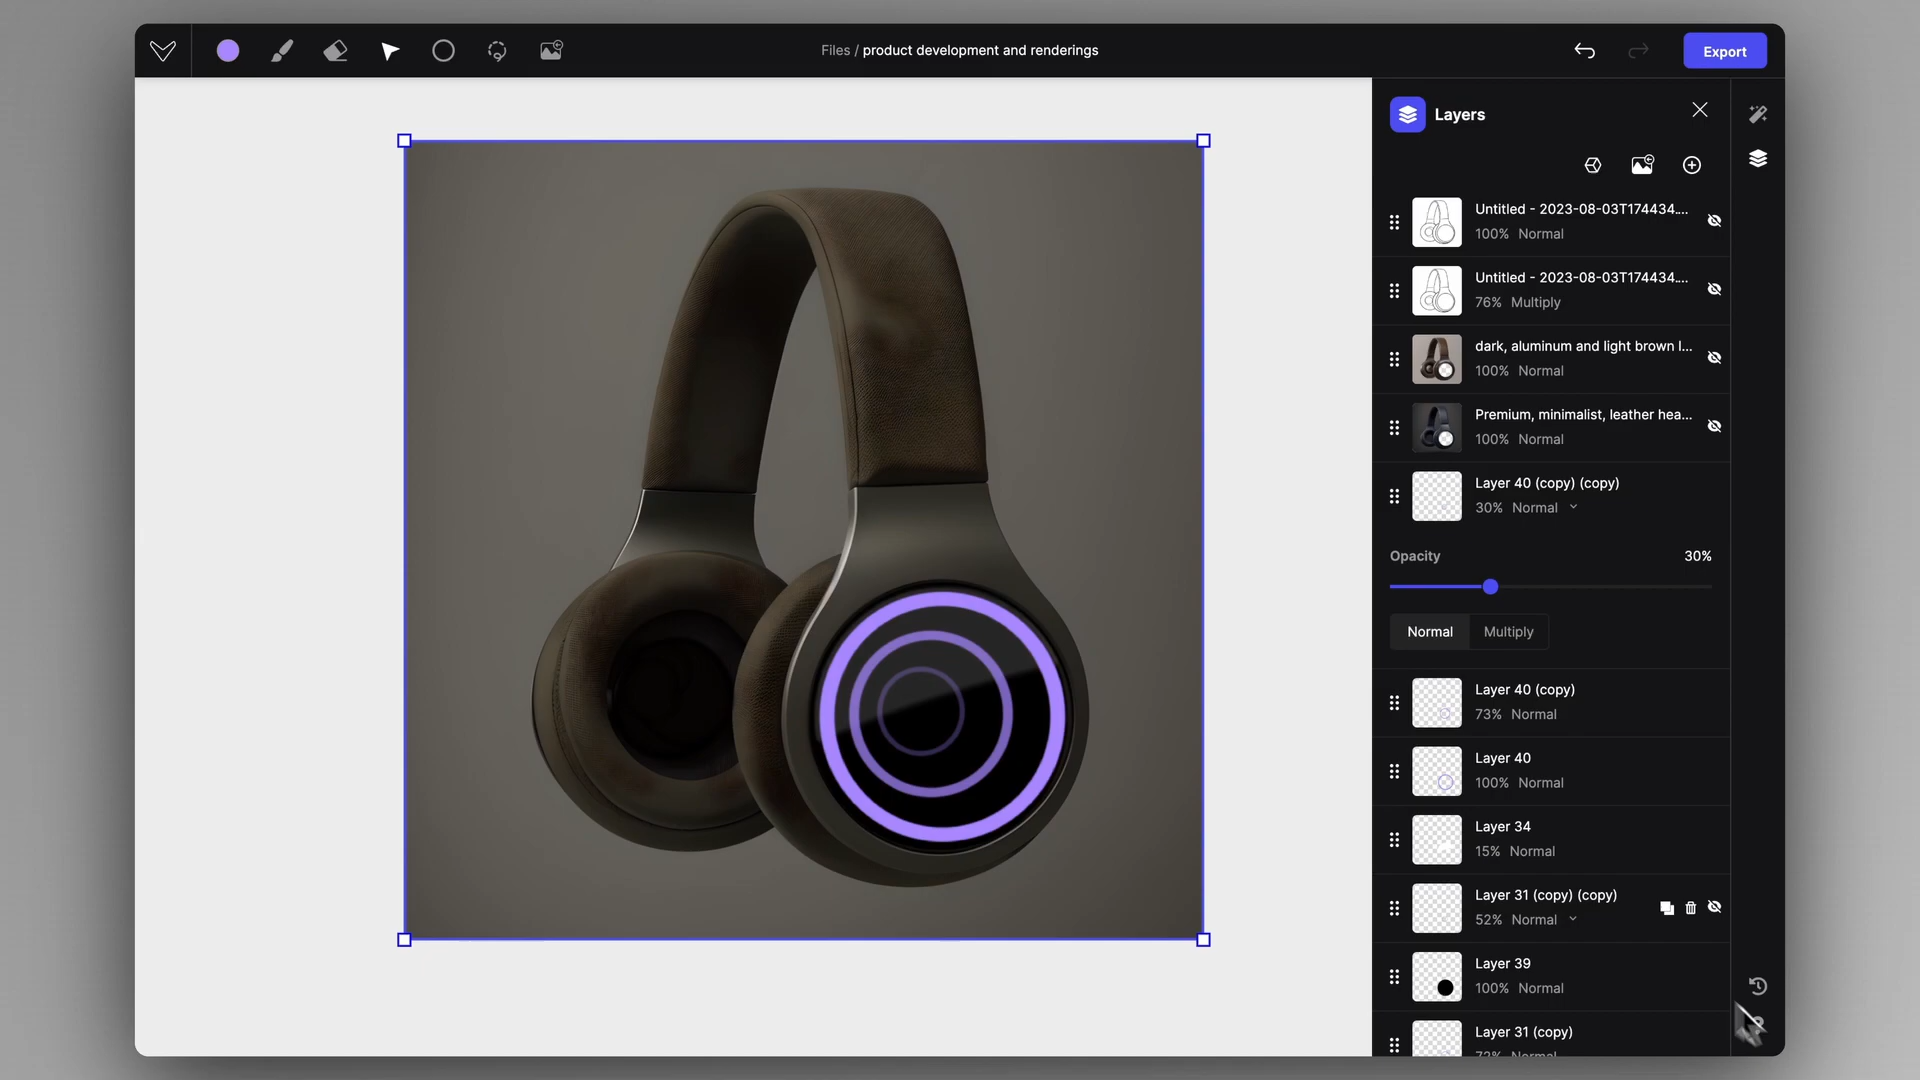 Files / product development and renderings
Export
Layers
Untitled - 2023-08-03T174434....
100% Normal
Untitled - 2023-08-03T174434....
76% Multiply
dark, aluminum and light brown l...
100% Normal
Premium, minimalist, leather hea...
100% Normal
Layer 40 (copy) (copy)
30% Normal
Opacity 30%
Normal Multiply
Layer 40 (copy)
73% Normal
Layer 40
100% Normal
Layer 34
15% Normal
Layer 31 (copy) (copy)
52% Normal
Layer 39
100% Normal
Layer 31 (copy)
72% Normal